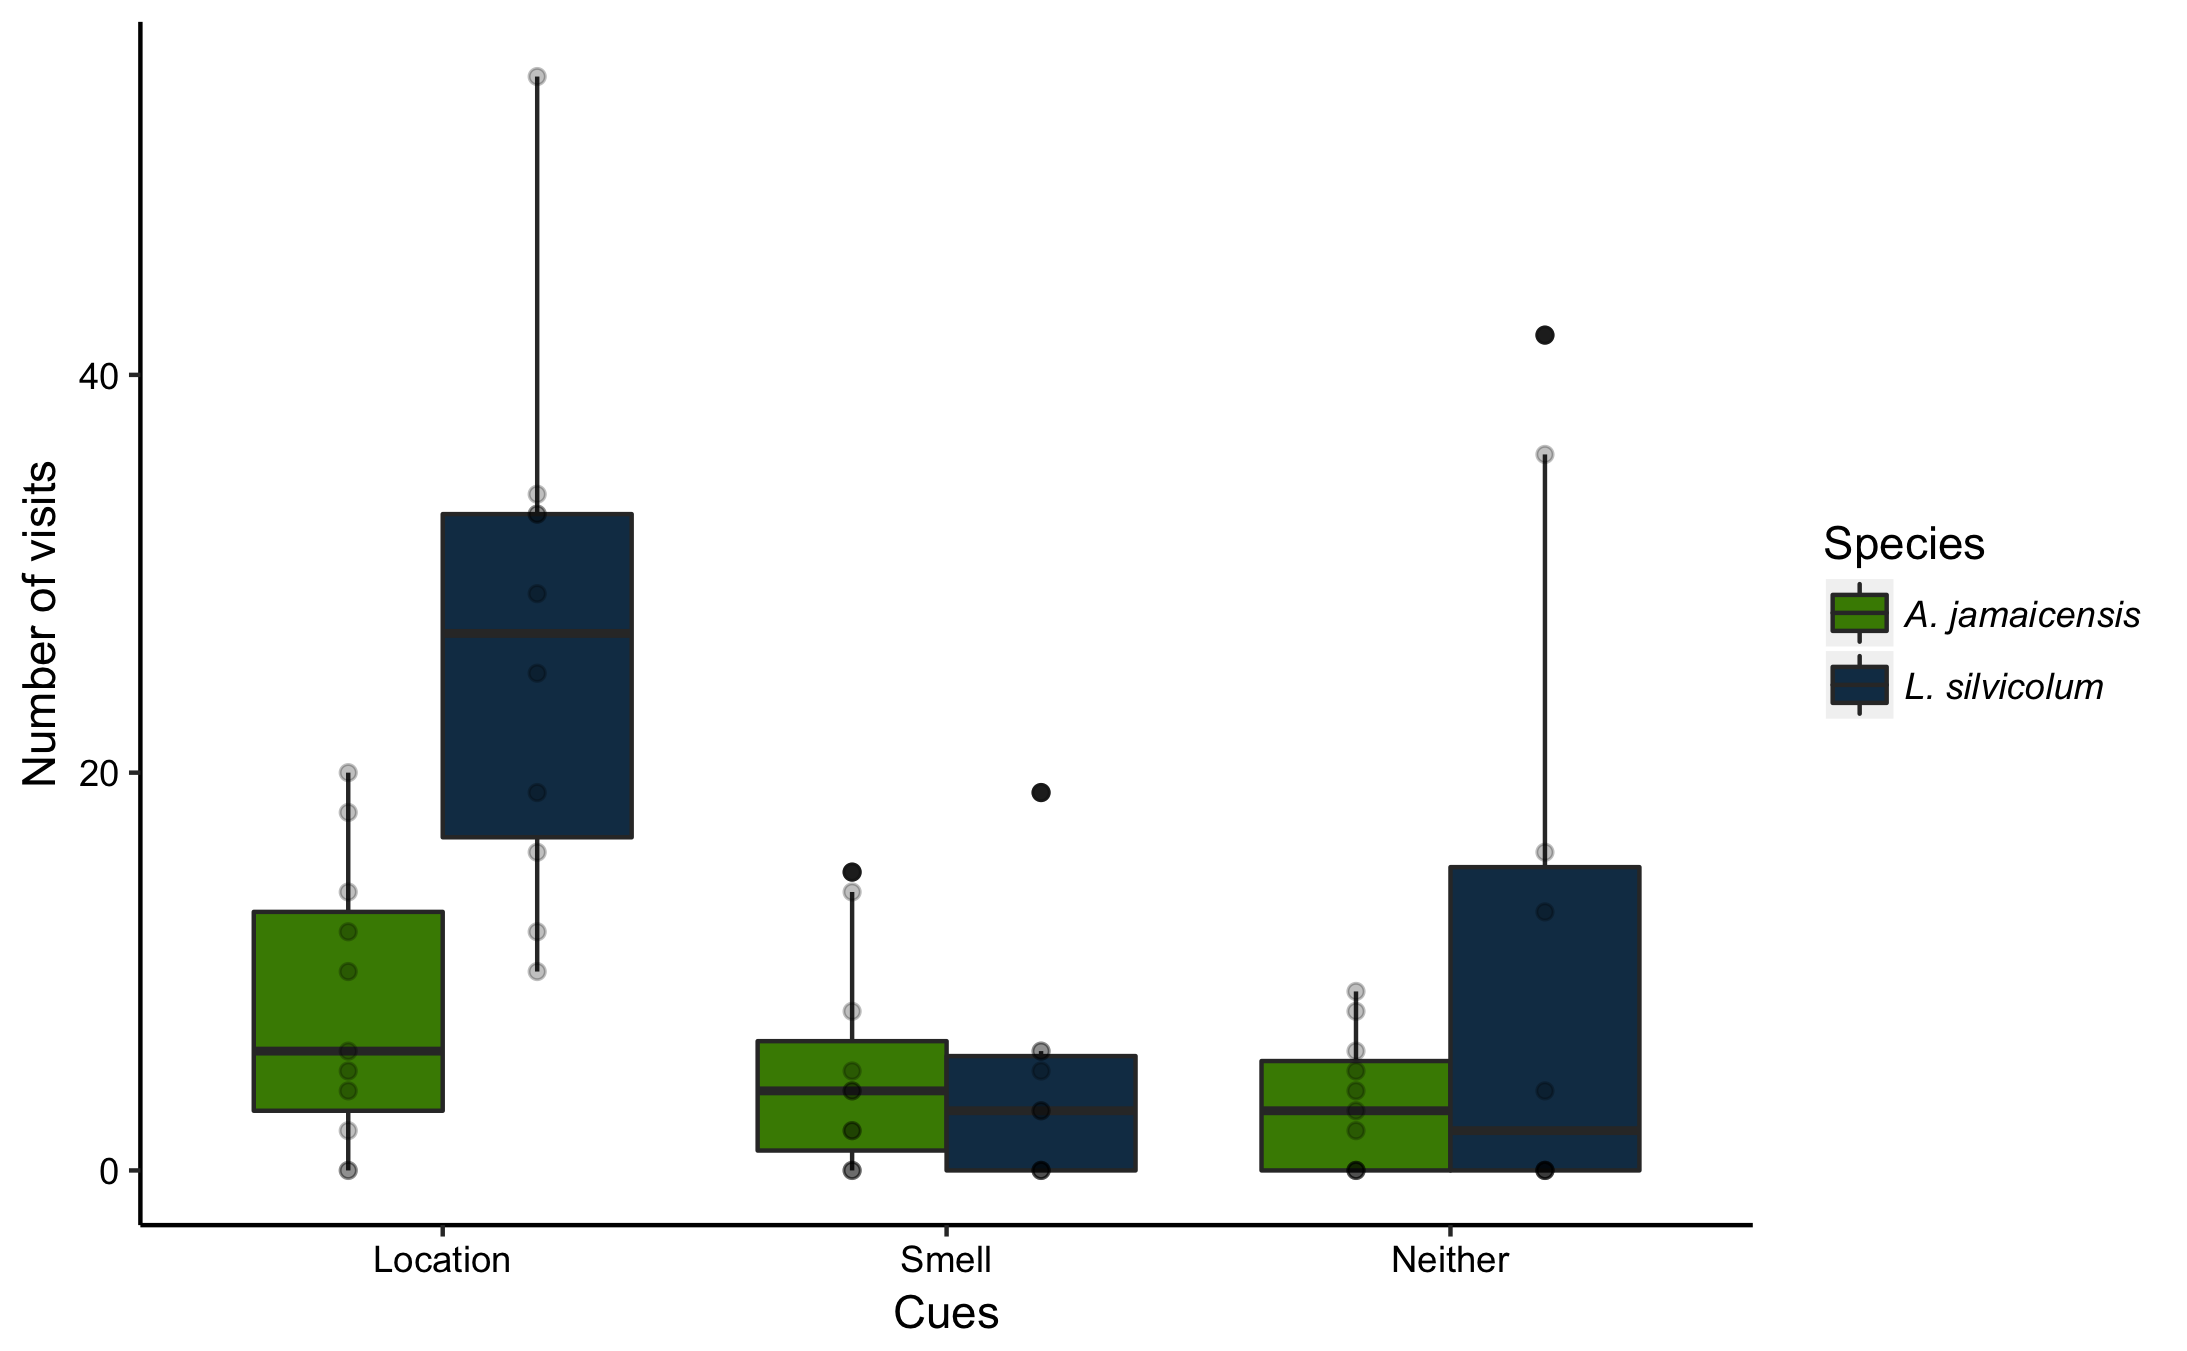 Number of visits
40
20
0
Location
Smell
Neither
Cues
Species
A. jamaicensis
L. silvicolum